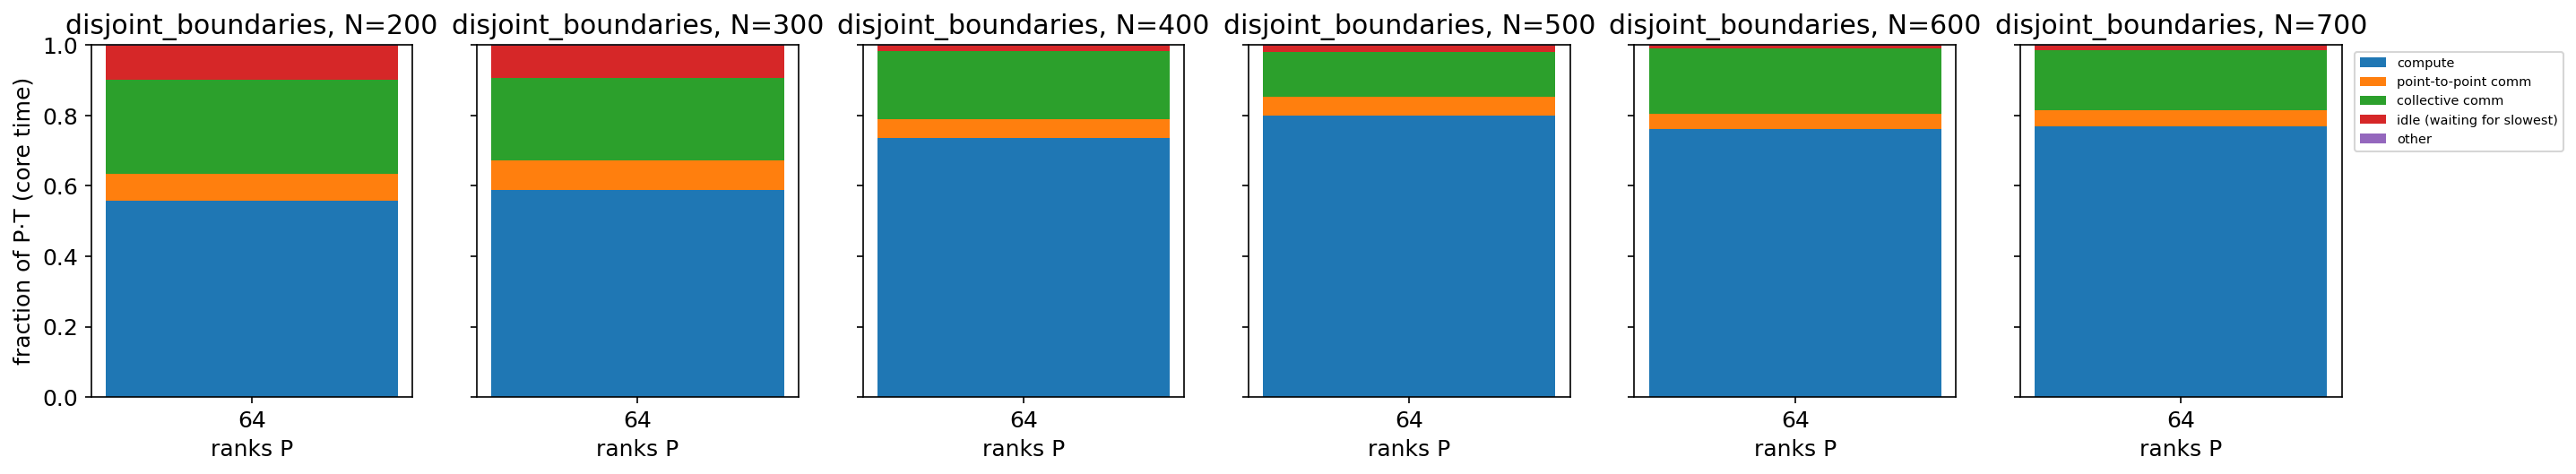 disjoint_boundaries, N=200
disjoint_boundaries, N=300
disjoint_boundaries, N=400
disjoint_boundaries, N=500
disjoint_boundaries, N=600
disjoint_boundaries, N=700
fraction of P·T (core time)
1.0
0.8
0.6
0.4
0.2
0.0
64
64
64
64
64
64
ranks P
ranks P
ranks P
ranks P
ranks P
ranks P
compute
point-to-point comm
collective comm
idle (waiting for slowest)
other